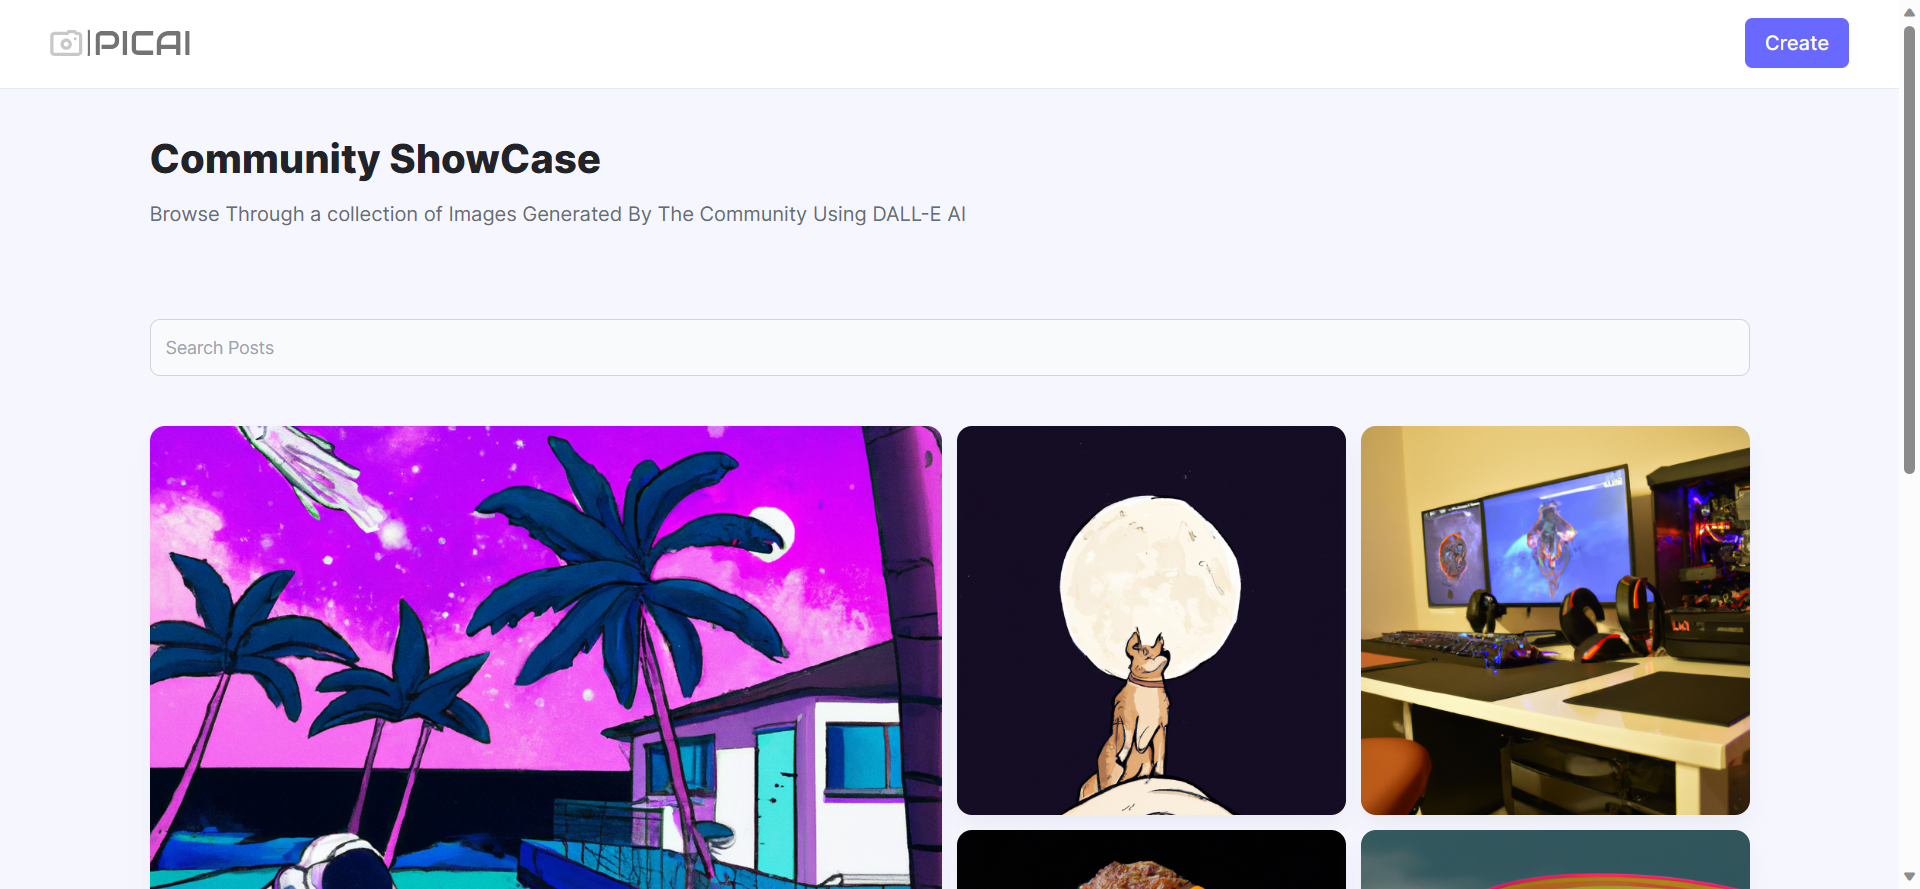 PICAI
Create
Community ShowCase
Browse Through a collection of Images Generated By The Community Using DALL-E AI
Search Posts